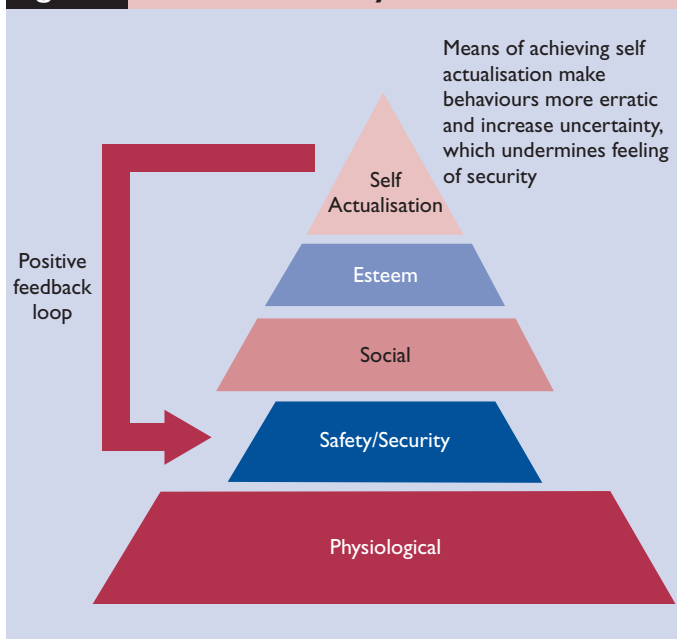 Means of achieving self
actualisation make
behaviours more erratic
and increase uncertainty,
which undermines feeling
of security
Self
Actualisation
Positive
feedback
loop
Esteem
Social
Safety/Security
Physiological